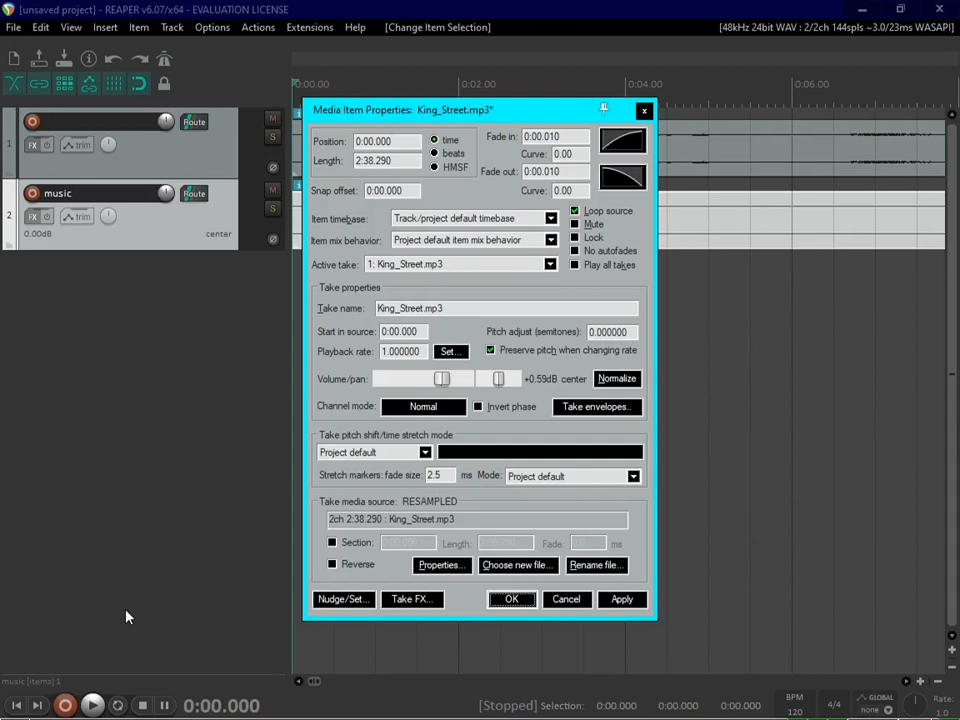 [unsaved project] - REAPER v6.07/x64 - EVALUATION LICENSE
File Edit View Insert Item Track Options Actions Extensions Help [Change Item Selection] [48kHz 24bit WAV : 2/2ch 144spls ~3.0/23ms WASAPI]
0:00.000 0:02.00 0:04.00 0:06.00
Media Item Properties: King_Street.mp3*
Position: 0:00.000 time Fade in: 0:00.010
beats Curve: 0.00
Length: 2:38.290 HMSF Fade out: 0:00.010
Snap offset: 0:00.000 Curve: 0.00
Item timebase: Track/project default timebase Loop source
Mute
Item mix behavior: Project default item mix behavior Lock
No autofades
Active take: 1: King_Street.mp3 Play all takes
Take properties
Take name: King_Street.mp3
Start in source: 0:00.000 Pitch adjust (semitones): 0.000000
Playback rate: 1.000000 Set... Preserve pitch when changing rate
Volume/pan: +0.59dB center Normalize
Channel mode: Normal Invert phase Take envelopes..
Take pitch shift/time stretch mode
Project default
Stretch markers: fade size: 2.5 ms Mode: Project default
Take media source: RESAMPLED
2ch 2:38.290 : King_Street.mp3
Section: Length: Fade: ms
Reverse Properties... Choose new file... Rename file...
Nudge/Set... Take FX... OK Cancel Apply
1 Route M
FX trim S
2 music Route M
FX trim S
0.00dB center
music [items] 1
0:00.000 [Stopped] Selection: 0:00.000 0:00.000 0:00.000 BPM 120 4/4 GLOBAL none Rate: 1.0